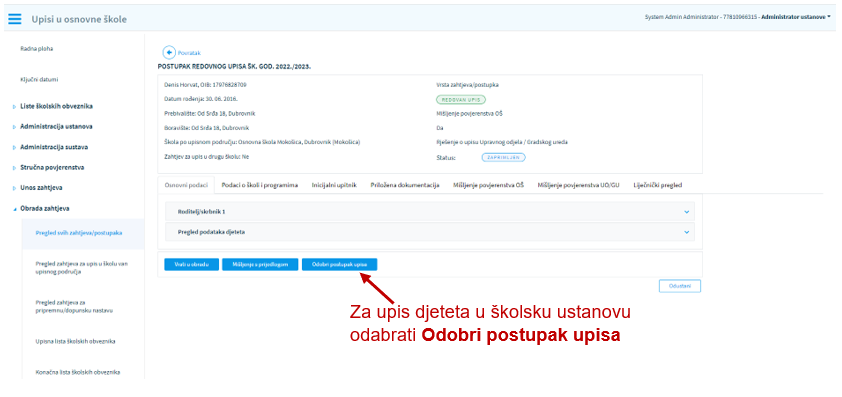 Upisi u osnovne škole
System Admin Administrator - 77810966315 - Administrator ustanove
Radna ploha
Ključni datumi
Liste školskih obveznika
Administracija ustanova
Administracija sustava
Stručna povjerenstva
Unos zahtjeva
Obrada zahtjeva
Pregled svih zahtjeva/postupaka
Pregled zahtjeva za upis u školu van
upisnog područja
Pregled zahtjeva za
pripremnu/dopunsku nastavu
Upisna lista školskih obveznika
Konačna lista školskih obveznika
Povratak
POSTUPAK REDOVNOG UPISA ŠK. GOD. 2022./2023.
Denis Horvat, OIB: 17976828709
Datum rođenja: 30. 06. 2016.
Prebivalište: Od Srđa 18, Dubrovnik
Boravište: Od Srđa 18, Dubrovnik
Škola po upisnom području: Osnovna škola Mokošica, Dubrovnik (Mokošica)
Zahtjev za upis u drugu školu: Ne
Vrsta zahtjeva/postupka
REDOVAN UPIS
Mišljenje povjerenstva OŠ
Da
Rješenje o upisu Upravnog odjela / Gradskog ureda
Status: ZAPRIMLJEN
Osnovni podaci Podaci o školi i programima Inicijalni upitnik Priložena dokumentacija Mišljenje povjerenstva OŠ Mišljenje povjerenstva UO/GU Liječnički pregled
Roditelj/skrbnik 1
Pregled podataka djeteta
Vrati u obradu Mišljenje s prijedlogom Odobri postupak upisa
Odustani
Za upis djeteta u školsku ustanovu
odabrati Odobri postupak upisa